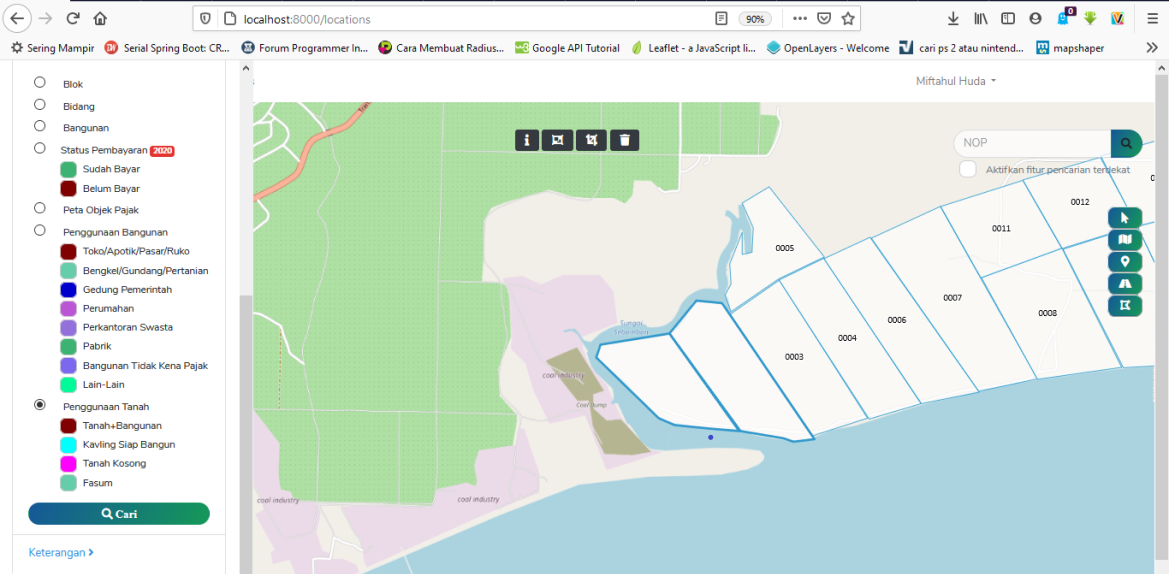 localhost:8000/locations
90%
0
Sering Mampir
Serial Spring Boot: CR...
Forum Programmer In...
Cara Membuat Radius...
Google API Tutorial
Leaflet - a JavaScript li...
OpenLayers - Welcome
cari ps 2 atau nintend...
mapshaper
Miftahul Huda
Blok
Bidang
Bangunan
Status Pembayaran 2020
Sudah Bayar
Belum Bayar
Peta Objek Pajak
Penggunaan Bangunan
Toko/Apotik/Pasar/Ruko
Bengkel/Gundang/Pertanian
Gedung Pemerintah
Perumahan
Perkantoran Swasta
Pabrik
Bangunan Tidak Kena Pajak
Lain-Lain
Penggunaan Tanah
Tanah+Bangunan
Kavling Siap Bangun
Tanah Kosong
Fasum
Cari
Keterangan
NOP
Aktifkan fitur pencarian terdekat
0012
0011
0005
0007
0008
0006
0004
0003
Sungai
coal industry
Coal dump
coal industry
coal industry